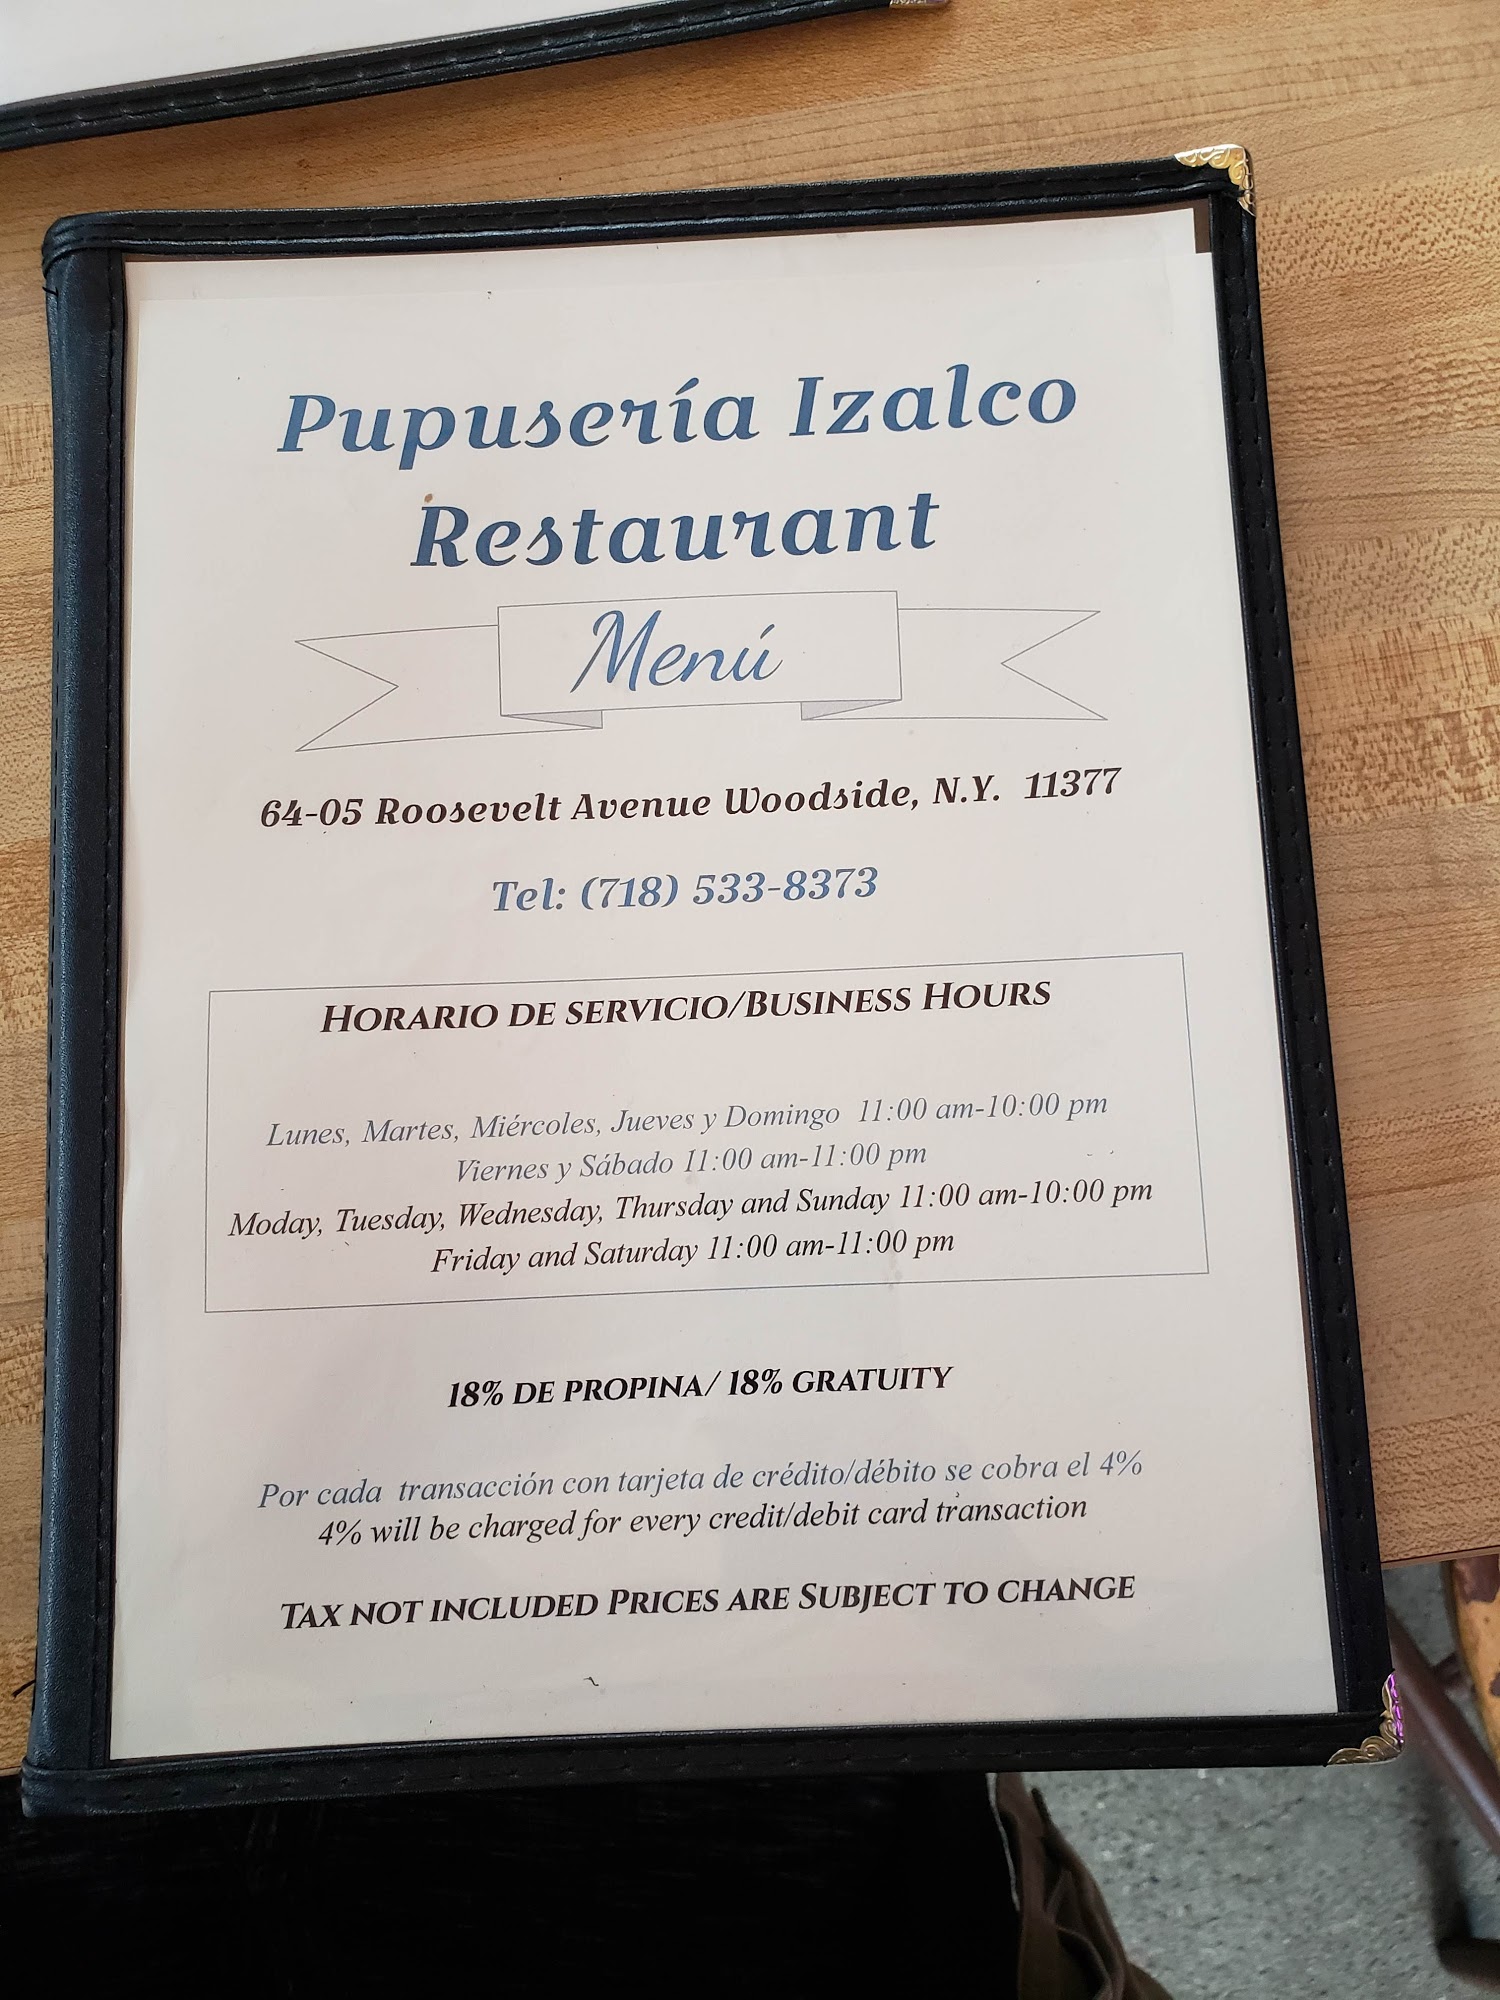 Pupusería Izalco
Restaurant
Menú
64-05 Roosevelt Avenue Woodside, N.Y. 11377
Tel: (718) 533-8373
Horario de servicio/Business Hours
Lunes, Martes, Miércoles, Jueves y Domingo 11:00 am-10:00 pm
Viernes y Sábado 11:00 am-11:00 pm
Moday, Tuesday, Wednesday, Thursday and Sunday 11:00 am-10:00 pm
Friday and Saturday 11:00 am-11:00 pm
18% de propina/ 18% gratuity
Por cada transacción con tarjeta de crédito/débito se cobra el 4%
4% will be charged for every credit/debit card transaction
Tax not included Prices are Subject to change